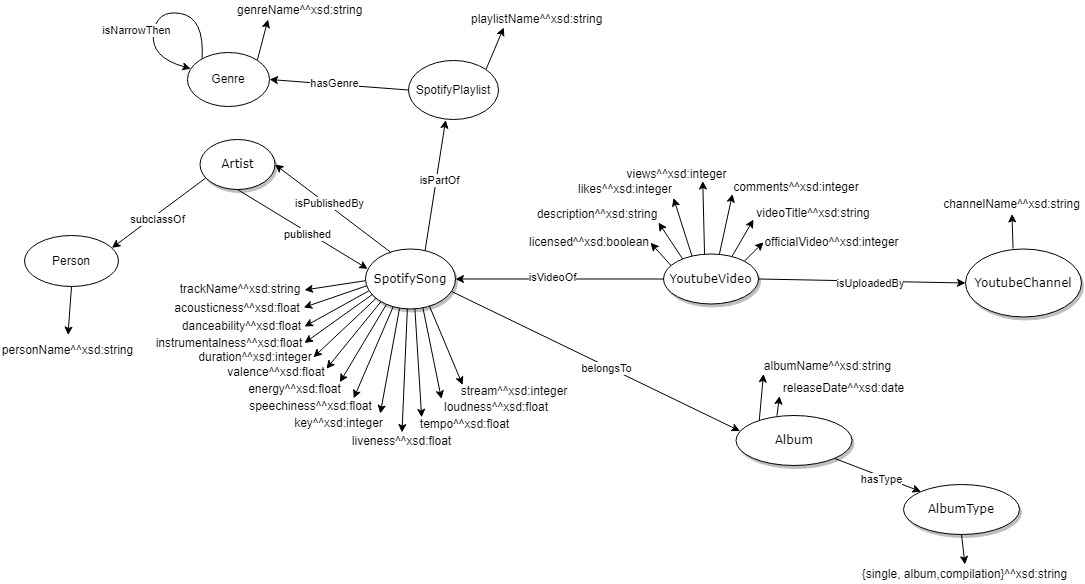 genreName^^xsd:string
playlistName^^xsd:string
isNarrowThen
Genre
hasGenre
SpotifyPlaylist
Artist
isPartOf
isPublishedBy
subclassOf
published
Person
personName^^xsd:string
SpotifySong
views^^xsd:integer
likes^^xsd:integer
comments^^xsd:integer
description^^xsd:string
videoTitle^^xsd:string
licensed^^xsd:boolean
officialVideo^^xsd:integer
isVideoOf
YoutubeVideo
isUploadedBy
channelName^^xsd:string
YoutubeChannel
trackName^^xsd:string
acousticness^^xsd:float
danceability^^xsd:float
instrumentalness^^xsd:float
duration^^xsd:integer
valence^^xsd:float
energy^^xsd:float
speechiness^^xsd:float
key^^xsd:integer
liveness^^xsd:float
tempo^^xsd:float
loudness^^xsd:float
stream^^xsd:integer
belongsTo
albumName^^xsd:string
releaseDate^^xsd:date
Album
hasType
AlbumType
{single, album,compilation}^^xsd:string